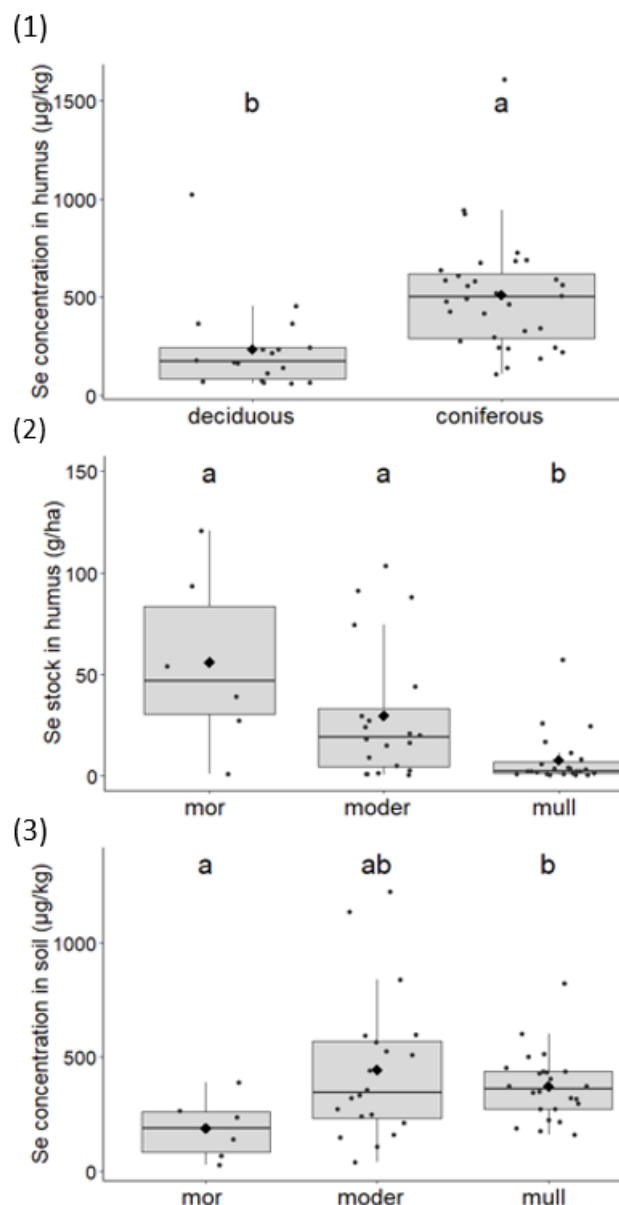 (1)
Se concentration in humus (µg/kg)
1500
1000
500
0
b
a
deciduous
coniferous
(2)
Se stock in humus (g/ha)
150
100
50
0
a
a
b
mor
moder
mull
(3)
Se concentration in soil (µg/kg)
1000
500
0
a
ab
b
mor
moder
mull